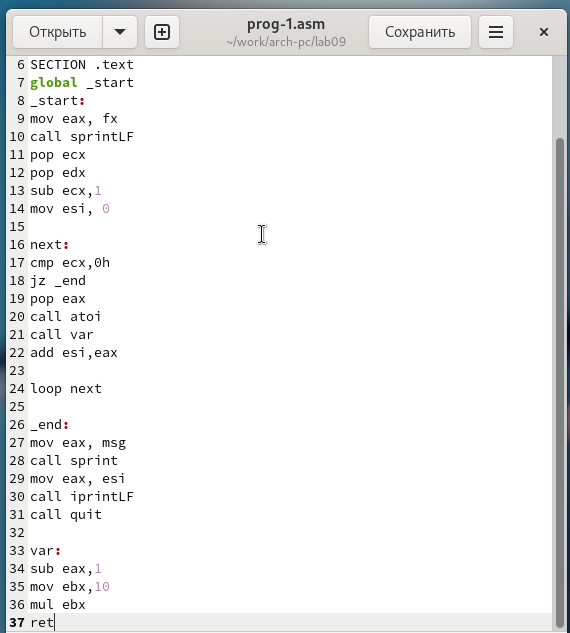 Открыть
prog-1.asm
~/work/arch-pc/lab09
Сохранить
6 SECTION .text
7 global _start
8 _start:
9 mov eax, fx
10 call sprintLF
11 pop ecx
12 pop edx
13 sub ecx,1
14 mov esi, 0
15
16 next:
17 cmp ecx,0h
18 jz _end
19 pop eax
20 call atoi
21 call var
22 add esi,eax
23
24 loop next
25
26 _end:
27 mov eax, msg
28 call sprint
29 mov eax, esi
30 call iprintLF
31 call quit
32
33 var:
34 sub eax,1
35 mov ebx,10
36 mul ebx
37 ret